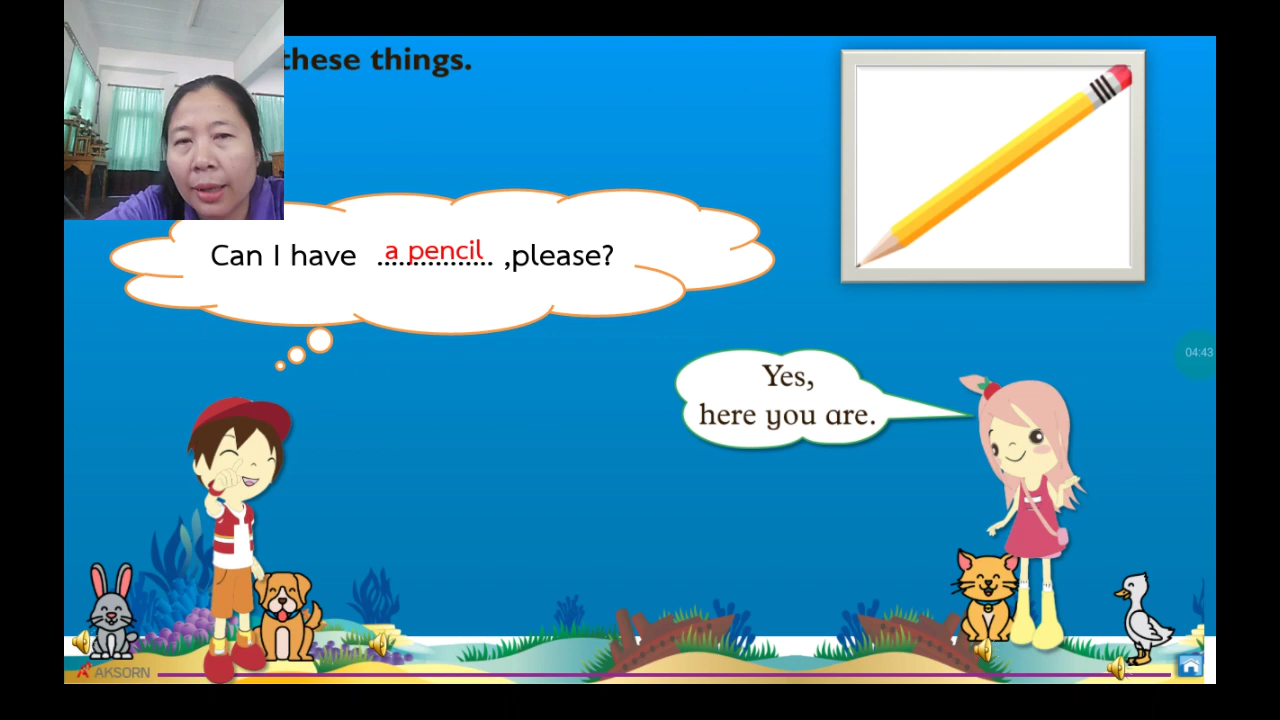 these things.
Can I have ................ ,please?
a pencil
Yes,
here you are.
04:43
AKSORN